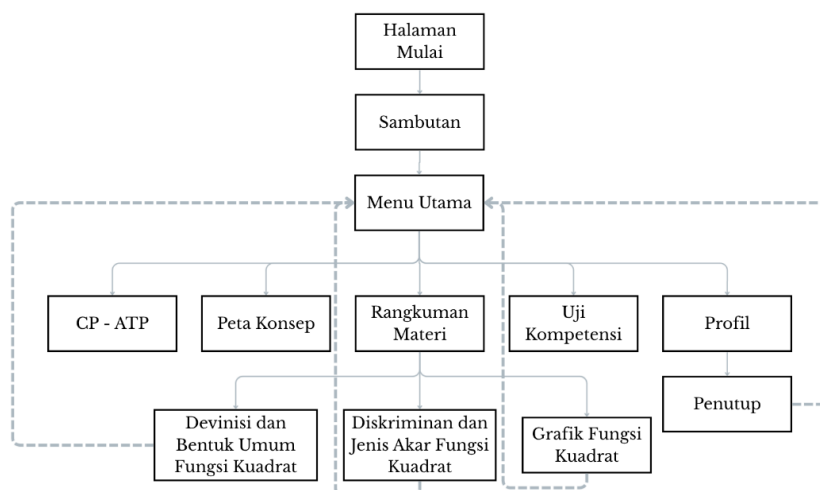 Halaman
Mulai
Sambutan
Menu Utama
CP - ATP
Peta Konsep
Rangkuman
Materi
Uji
Kompetensi
Profil
Penutup
Devinisi dan
Bentuk Umum
Fungsi Kuadrat
Diskriminan dan
Jenis Akar Fungsi
Kuadrat
Grafik Fungsi
Kuadrat